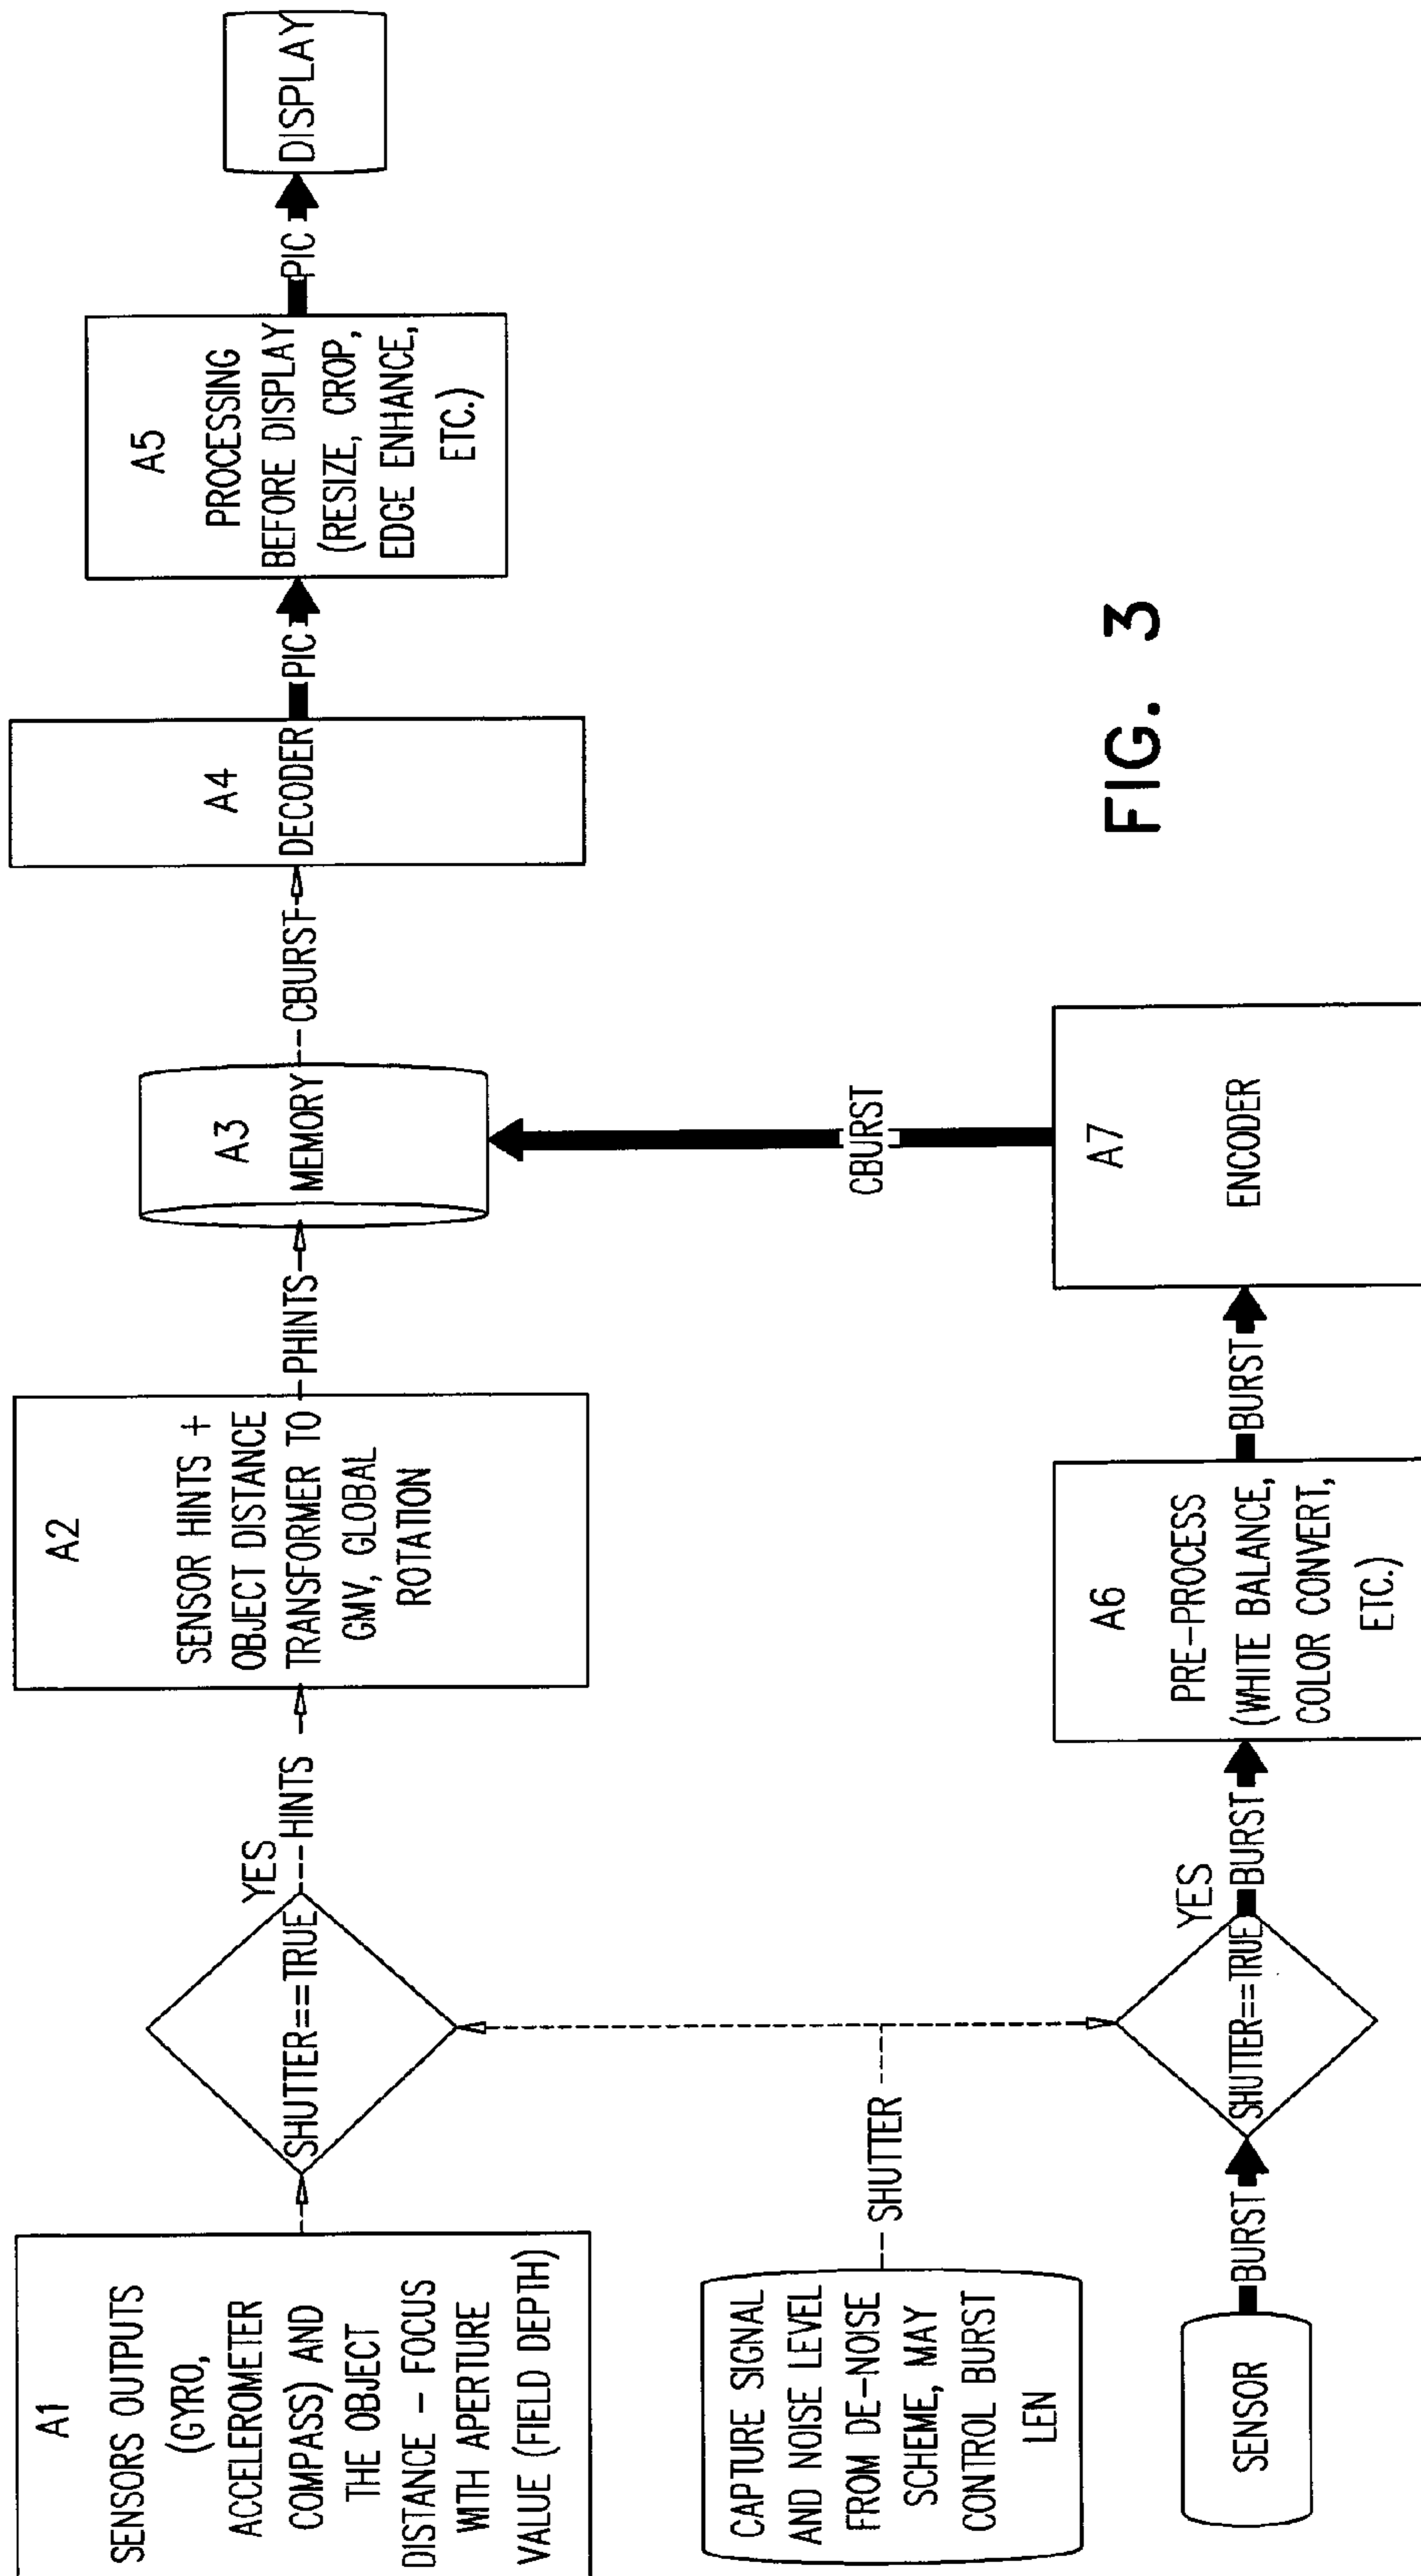 A1
SENSORS OUTPUTS
(GYRO,
ACCELEROMETER
COMPASS) AND
THE OBJECT
DISTANCE - FOCUS
WITH APERTURE
VALUE (FIELD DEPTH)
SHUTTER==TRUE
YES
HINTS
A2
SENSOR HINTS +
OBJECT DISTANCE
TRANSFORMER TO
GMV, GLOBAL
ROTATION
PHINTS
A3
MEMORY
CBURST
A4
DECODER
PIC
A5
PROCESSING
BEFORE DISPLAY
(RESIZE, CROP,
EDGE ENHANCE,
ETC.)
PIC
DISPLAY
CAPTURE SIGNAL
AND NOISE LEVEL
FROM DE-NOISE
SCHEME, MAY
CONTROL BURST
LEN
SHUTTER
CBURST
SENSOR
BURST
SHUTTER==TRUE
YES
BURST
A6
PRE-PROCESS
(WHITE BALANCE,
COLOR CONVERT,
ETC.)
BURST
A7
ENCODER
FIG. 3